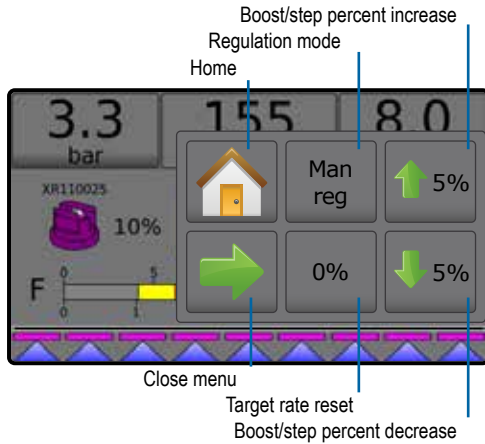 Boost/step percent increase
Regulation mode
Home
3.3
155
8.0
bar
XR110025
10%
Man
reg
5%
F
0
5
0
1
0%
5%
Close menu
Target rate reset
Boost/step percent decrease